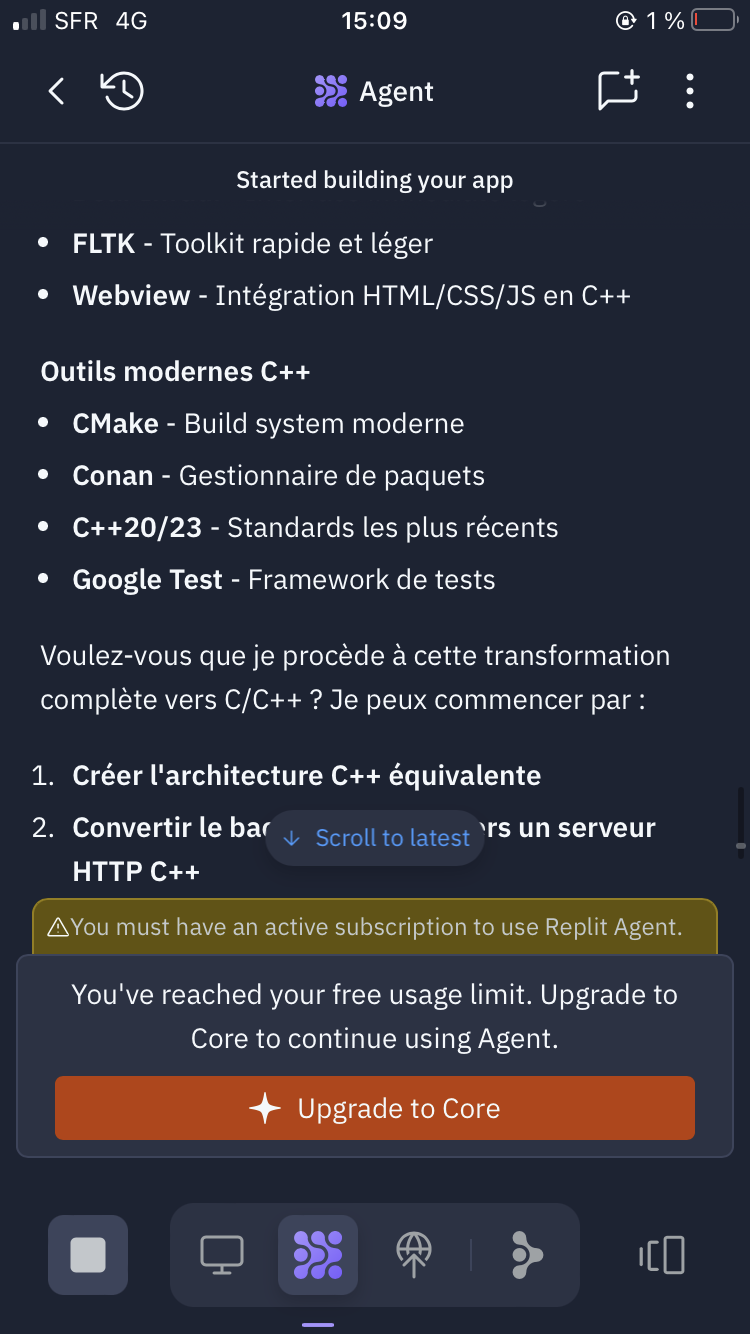 SFR 4G 15:09 1 %
Agent
Started building your app
FLTK - Toolkit rapide et léger
Webview - Intégration HTML/CSS/JS en C++
Outils modernes C++
CMake - Build system moderne
Conan - Gestionnaire de paquets
C++20/23 - Standards les plus récents
Google Test - Framework de tests
Voulez-vous que je procède à cette transformation
complète vers C/C++ ? Je peux commencer par :
1. Créer l'architecture C++ équivalente
2. Convertir le un serveur
Scroll to latest
HTTP C++
You must have an active subscription to use Replit Agent.
You've reached your free usage limit. Upgrade to
Core to continue using Agent.
Upgrade to Core